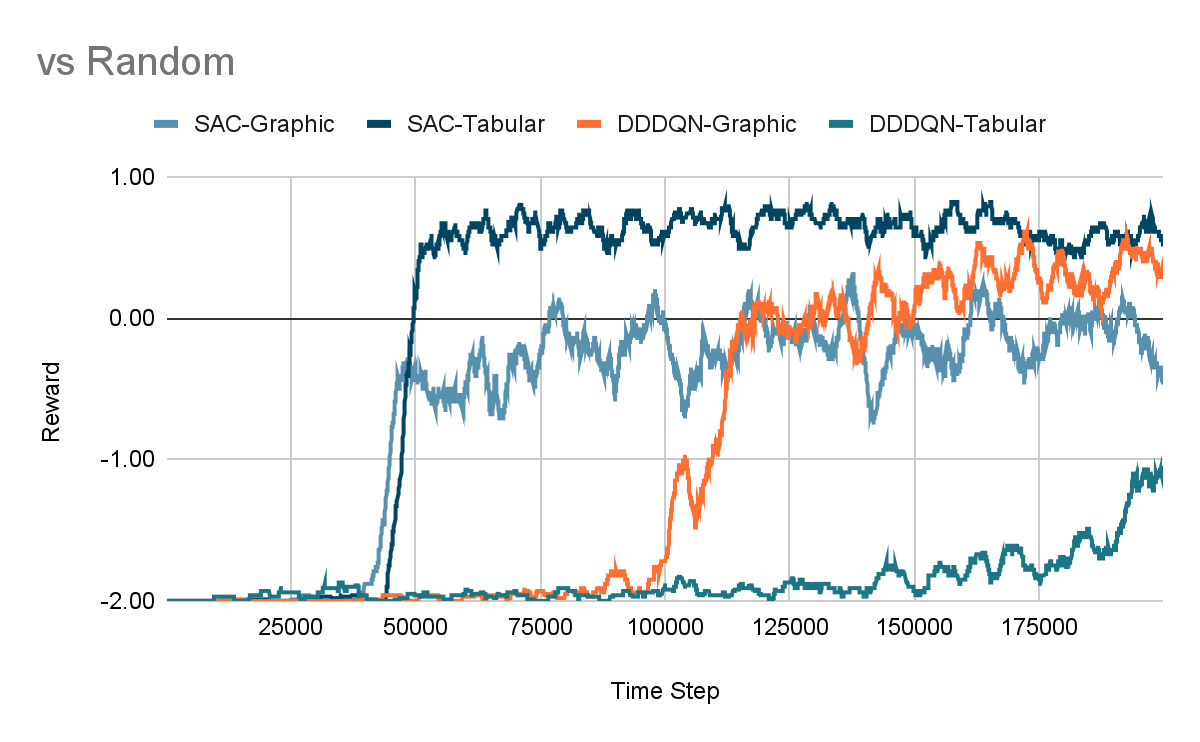 vs Random
SAC-Graphic SAC-Tabular DDDQN-Graphic DDDQN-Tabular
1.00
0.00
-1.00
-2.00
Reward
25000 50000 75000 100000 125000 150000 175000
Time Step